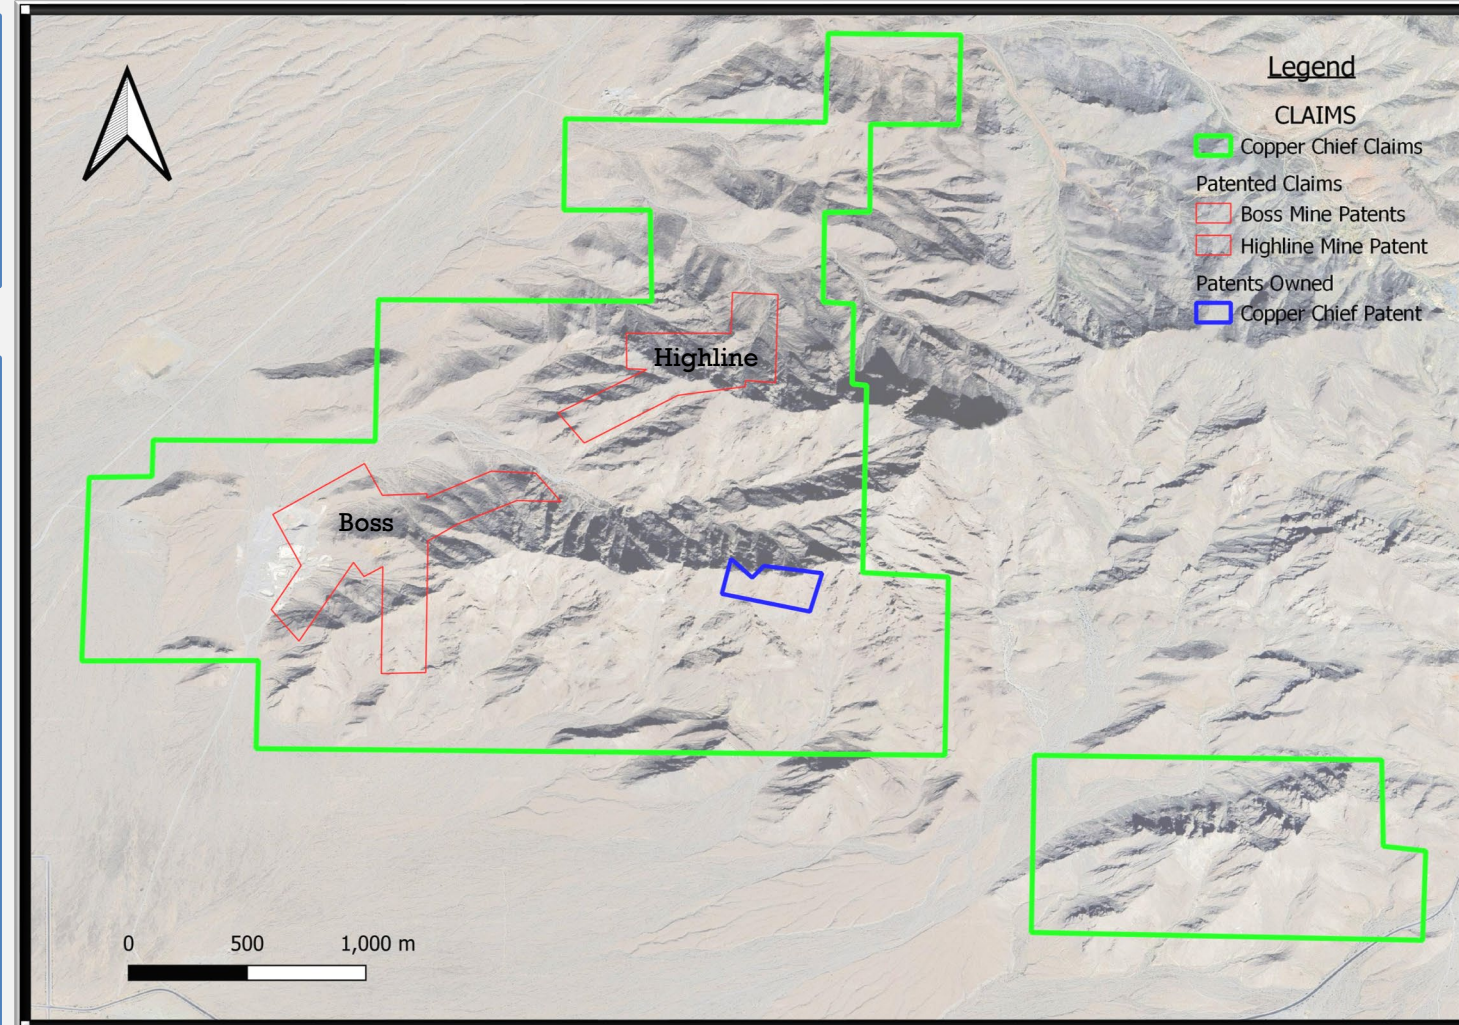 Legend
CLAIMS
Copper Chief Claims
Patented Claims
Boss Mine Patents
Highline Mine Patent
Patents Owned
Copper Chief Patent
Highline
Boss
0 500 1,000 m